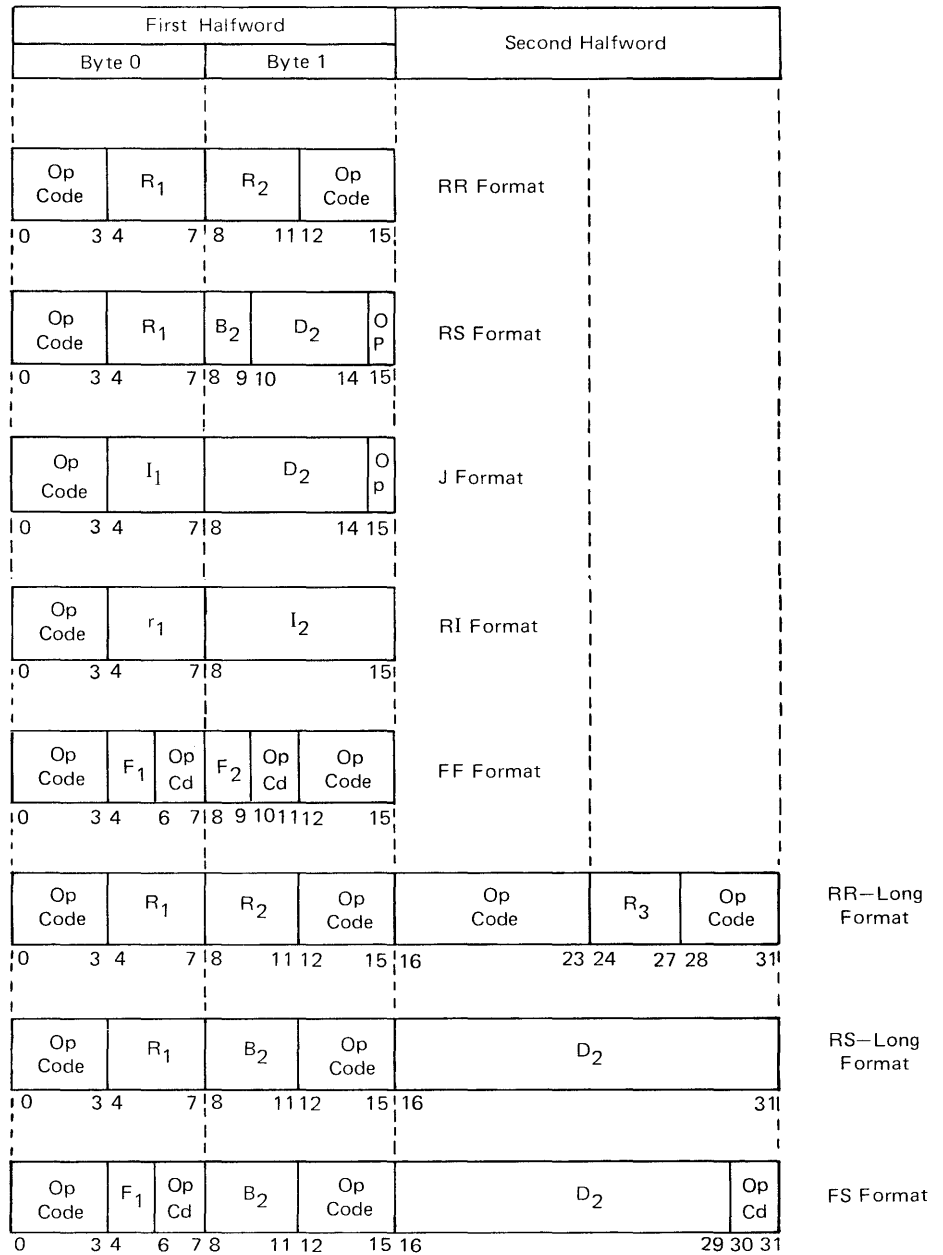 First Halfword
Second Halfword
Byte 0 Byte 1
Op Code R1 R2 Op Code
RR Format
0 3 4 7 8 11 12 15
Op Code R1 B2 D2 O P
RS Format
0 3 4 7 8 9 10 14 15
Op Code I1 D2 O p
J Format
0 3 4 7 8 14 15
Op Code r1 I2
RI Format
0 3 4 7 8 15
Op Code F1 Op Cd F2 Op Cd Op Code
FF Format
0 3 4 6 7 8 9 10 11 12 15
Op Code R1 R2 Op Code Op Code R3 Op Code
RR–Long Format
0 3 4 7 8 11 12 15 16 23 24 27 28 31
Op Code R1 B2 Op Code D2
RS–Long Format
0 3 4 7 8 11 12 15 16 31
Op Code F1 Op Cd B2 Op Code D2 Op Cd
FS Format
0 3 4 6 7 8 11 12 15 16 29 30 31